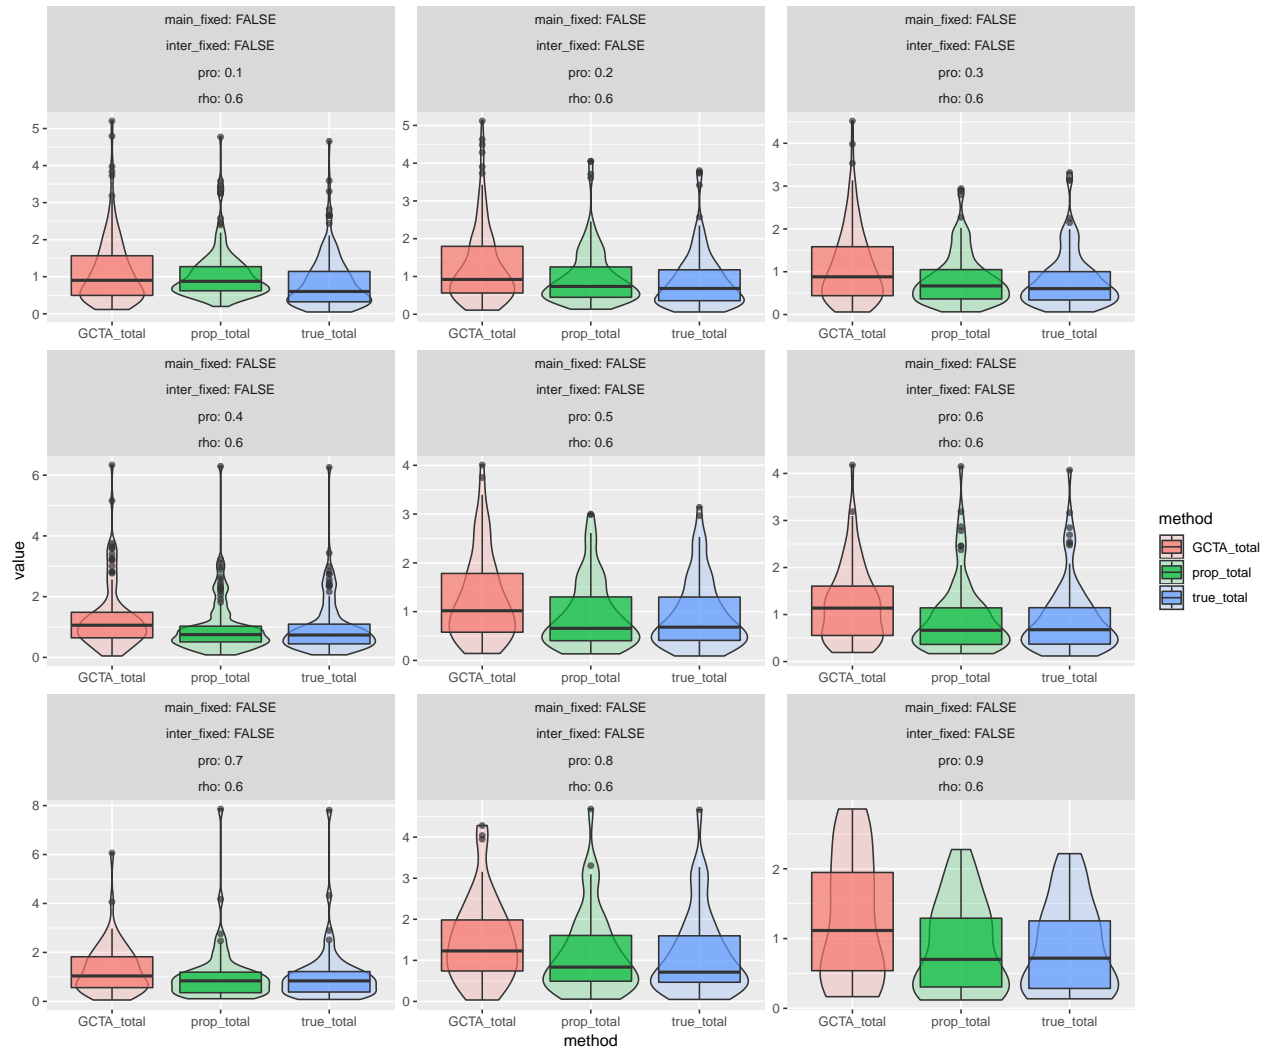 main_fixed: FALSE
inter_fixed: FALSE
pro: 0.1
rho: 0.6
main_fixed: FALSE
inter_fixed: FALSE
pro: 0.2
rho: 0.6
main_fixed: FALSE
inter_fixed: FALSE
pro: 0.3
rho: 0.6
5
4
3
2
1
0
GCTA_total prop_total true_total
5
4
3
2
1
0
GCTA_total prop_total true_total
4
3
2
1
0
GCTA_total prop_total true_total
main_fixed: FALSE
inter_fixed: FALSE
pro: 0.4
rho: 0.6
main_fixed: FALSE
inter_fixed: FALSE
pro: 0.5
rho: 0.6
main_fixed: FALSE
inter_fixed: FALSE
pro: 0.6
rho: 0.6
value
6
4
2
0
GCTA_total prop_total true_total
4
3
2
1
0
GCTA_total prop_total true_total
4
3
2
1
0
GCTA_total prop_total true_total
method
GCTA_total
prop_total
true_total
main_fixed: FALSE
inter_fixed: FALSE
pro: 0.7
rho: 0.6
main_fixed: FALSE
inter_fixed: FALSE
pro: 0.8
rho: 0.6
main_fixed: FALSE
inter_fixed: FALSE
pro: 0.9
rho: 0.6
8
6
4
2
0
GCTA_total prop_total true_total
4
3
2
1
0
GCTA_total prop_total true_total
2
1
0
GCTA_total prop_total true_total
method